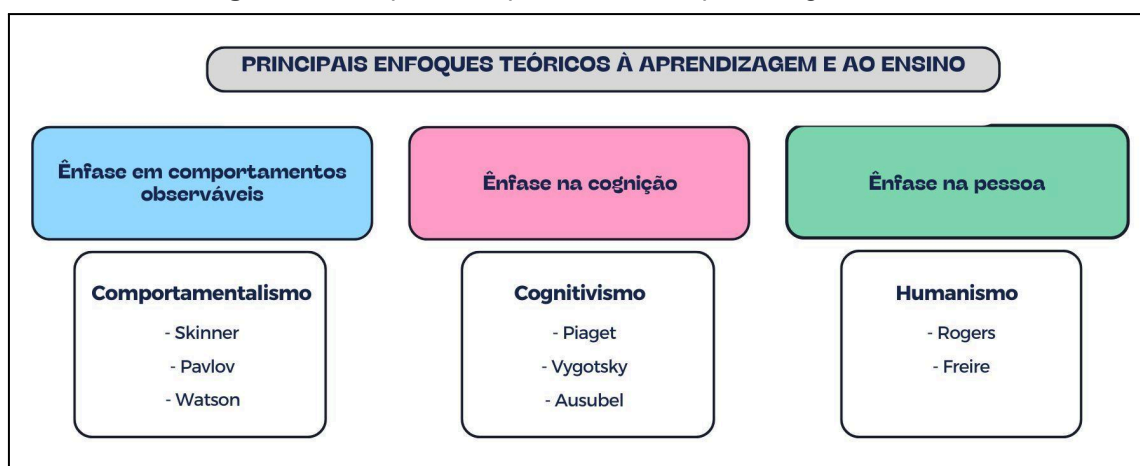 PRINCIPAIS ENFOQUES TEÓRICOS À APRENDIZAGEM E AO ENSINO
Ênfase em comportamentos
observáveis
Comportamentalismo
- Skinner
- Pavlov
- Watson
Ênfase na cognição
Cognitivismo
- Piaget
- Vygotsky
- Ausubel
Ênfase na pessoa
Humanismo
- Rogers
- Freire